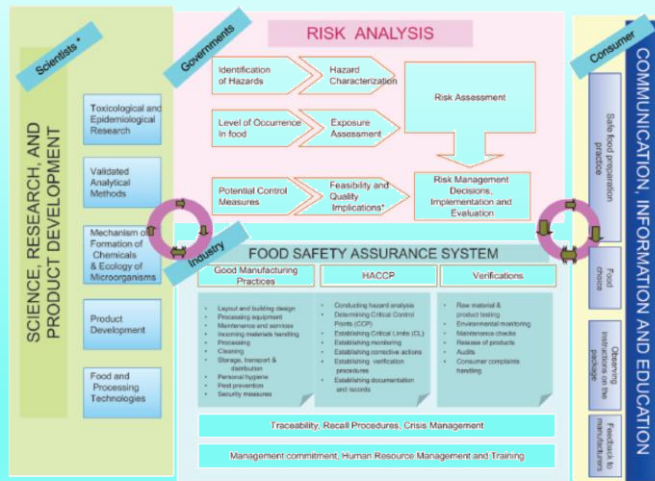 Scientists *
SCIENCE, RESEARCH, AND
PRODUCT DEVELOPMENT
Toxicological and
Epidemiological
Research
Validated
Analytical
Methods
Mechanism of
Formation of
Chemicals
& Ecology of
Microorganisms
Product
Development
Food and
Processing
Technologies
Governments
RISK ANALYSIS
Identification
of Hazards
Hazard
Characterization
Risk Assessment
Level of Occurrence
In food
Exposure
Assessment
Potential Control
Measures
Feasibility and
Quality
Implications*
Risk Management
Decisions,
Implementation and
Evaluation
Industry
FOOD SAFETY ASSURANCE SYSTEM
Good Manufacturing
Practices
• Layout and building design
• Processing equipment
• Maintenance and services
• Incoming materials handling
• Processing
• Cleaning
• Storage, transport &
distribution
• Personal hygiene
• Pest prevention
• Security measures
HACCP
• Conducting hazard analysis
• Determining Critical Control
Points (CCP)
• Establishing Critical Limits (CL)
• Establishing monitoring
• Establishing corrective actions
• Establishing verification
procedures
• Establishing documentation
and records
Verifications
• Raw material &
product testing
• Environmental monitoring
• Maintenance checks
• Release of products
• Audits
• Consumer complaints
handling.
Traceability, Recall Procedures, Crisis Management
Management commitment, Human Resource Management and Training
Consumer
Safe food preparation
practice
Food
choice
Observing
instructions on the
package
Feedback to
manufacturers
COMMUNICATION, INFORMATION AND EDUCATION